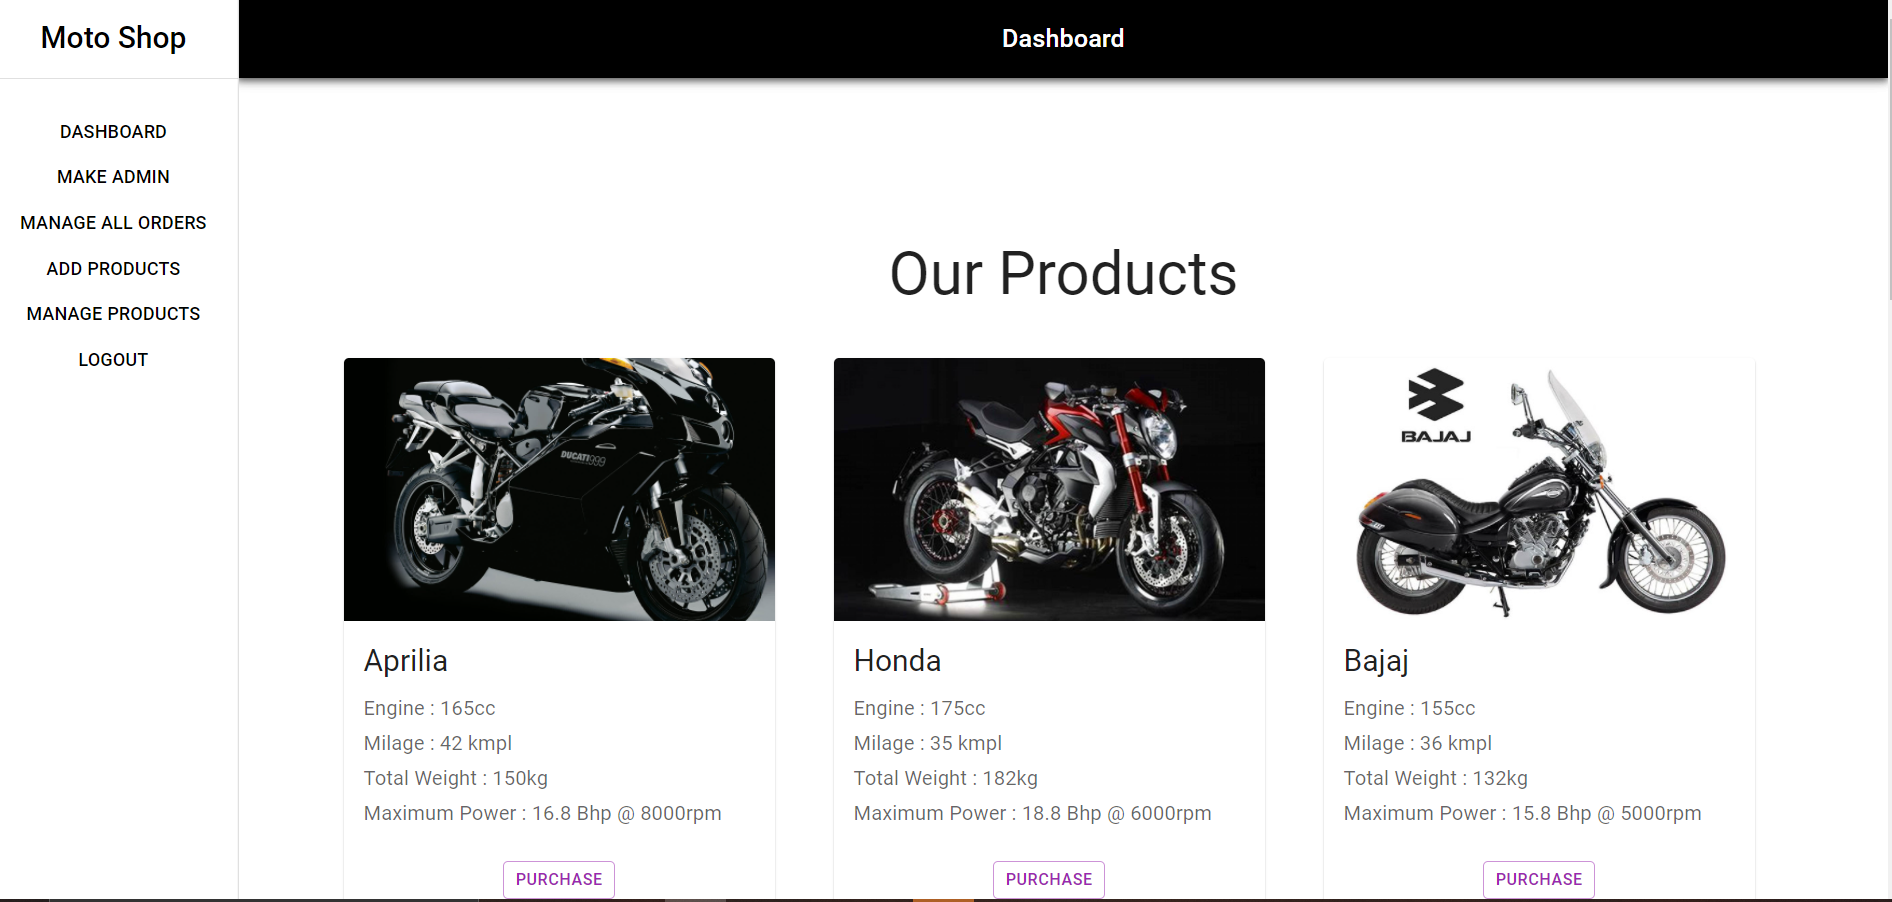 Moto Shop
Dashboard
DASHBOARD
MAKE ADMIN
MANAGE ALL ORDERS
ADD PRODUCTS
MANAGE PRODUCTS
LOGOUT
Our Products
DUCATI999
BAJAJ
Aprilia
Engine : 165cc
Milage : 42 kmpl
Total Weight : 150kg
Maximum Power : 16.8 Bhp @ 8000rpm
PURCHASE
Honda
Engine : 175cc
Milage : 35 kmpl
Total Weight : 182kg
Maximum Power : 18.8 Bhp @ 6000rpm
PURCHASE
Bajaj
Engine : 155cc
Milage : 36 kmpl
Total Weight : 132kg
Maximum Power : 15.8 Bhp @ 5000rpm
PURCHASE